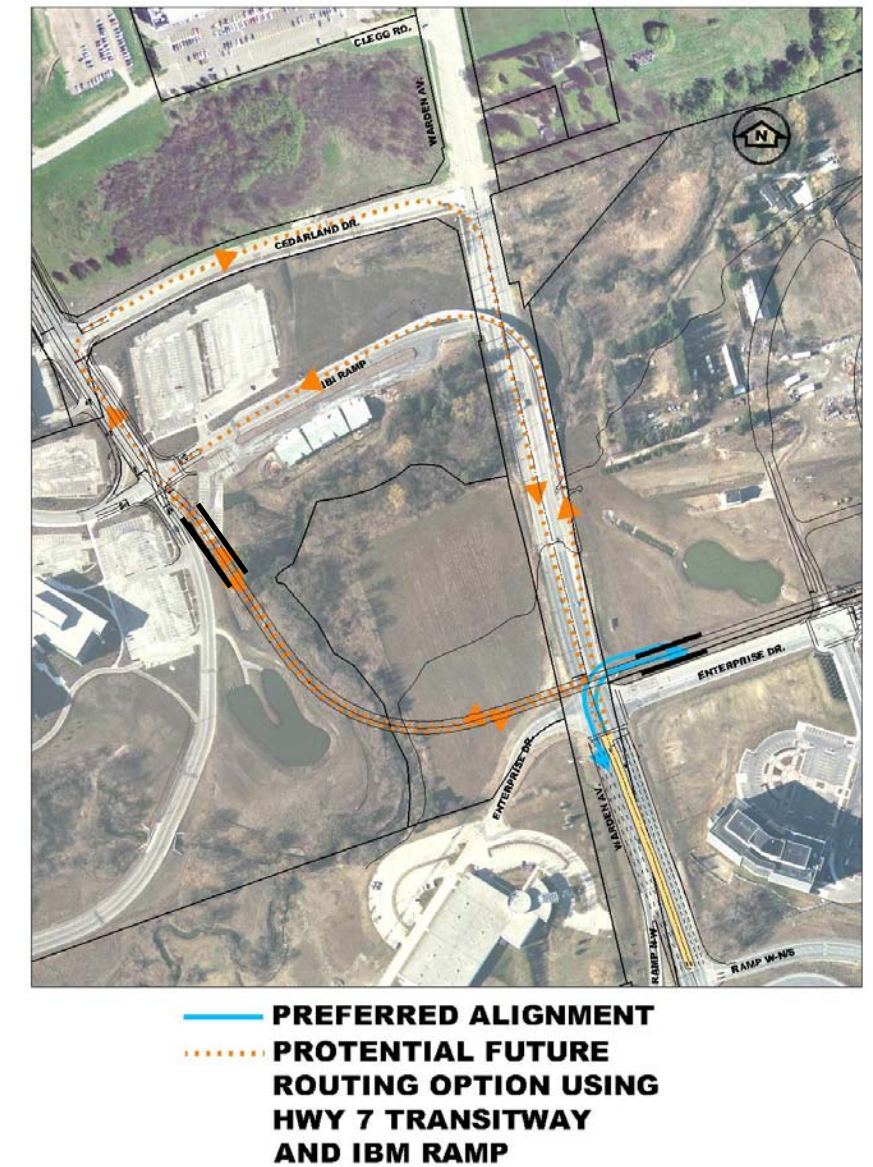 CLEGG RD.
WARDEN AV.
N
CEDARLAND DR.
IBI RAMP
ENTERPRISE DR.
ENTERPRISE DR.
WARDEN AV.
RAMP N-W
RAMP W-N/S
PREFERRED ALIGNMENT
PROTENTIAL FUTURE
ROUTING OPTION USING
HWY 7 TRANSITWAY
AND IBM RAMP